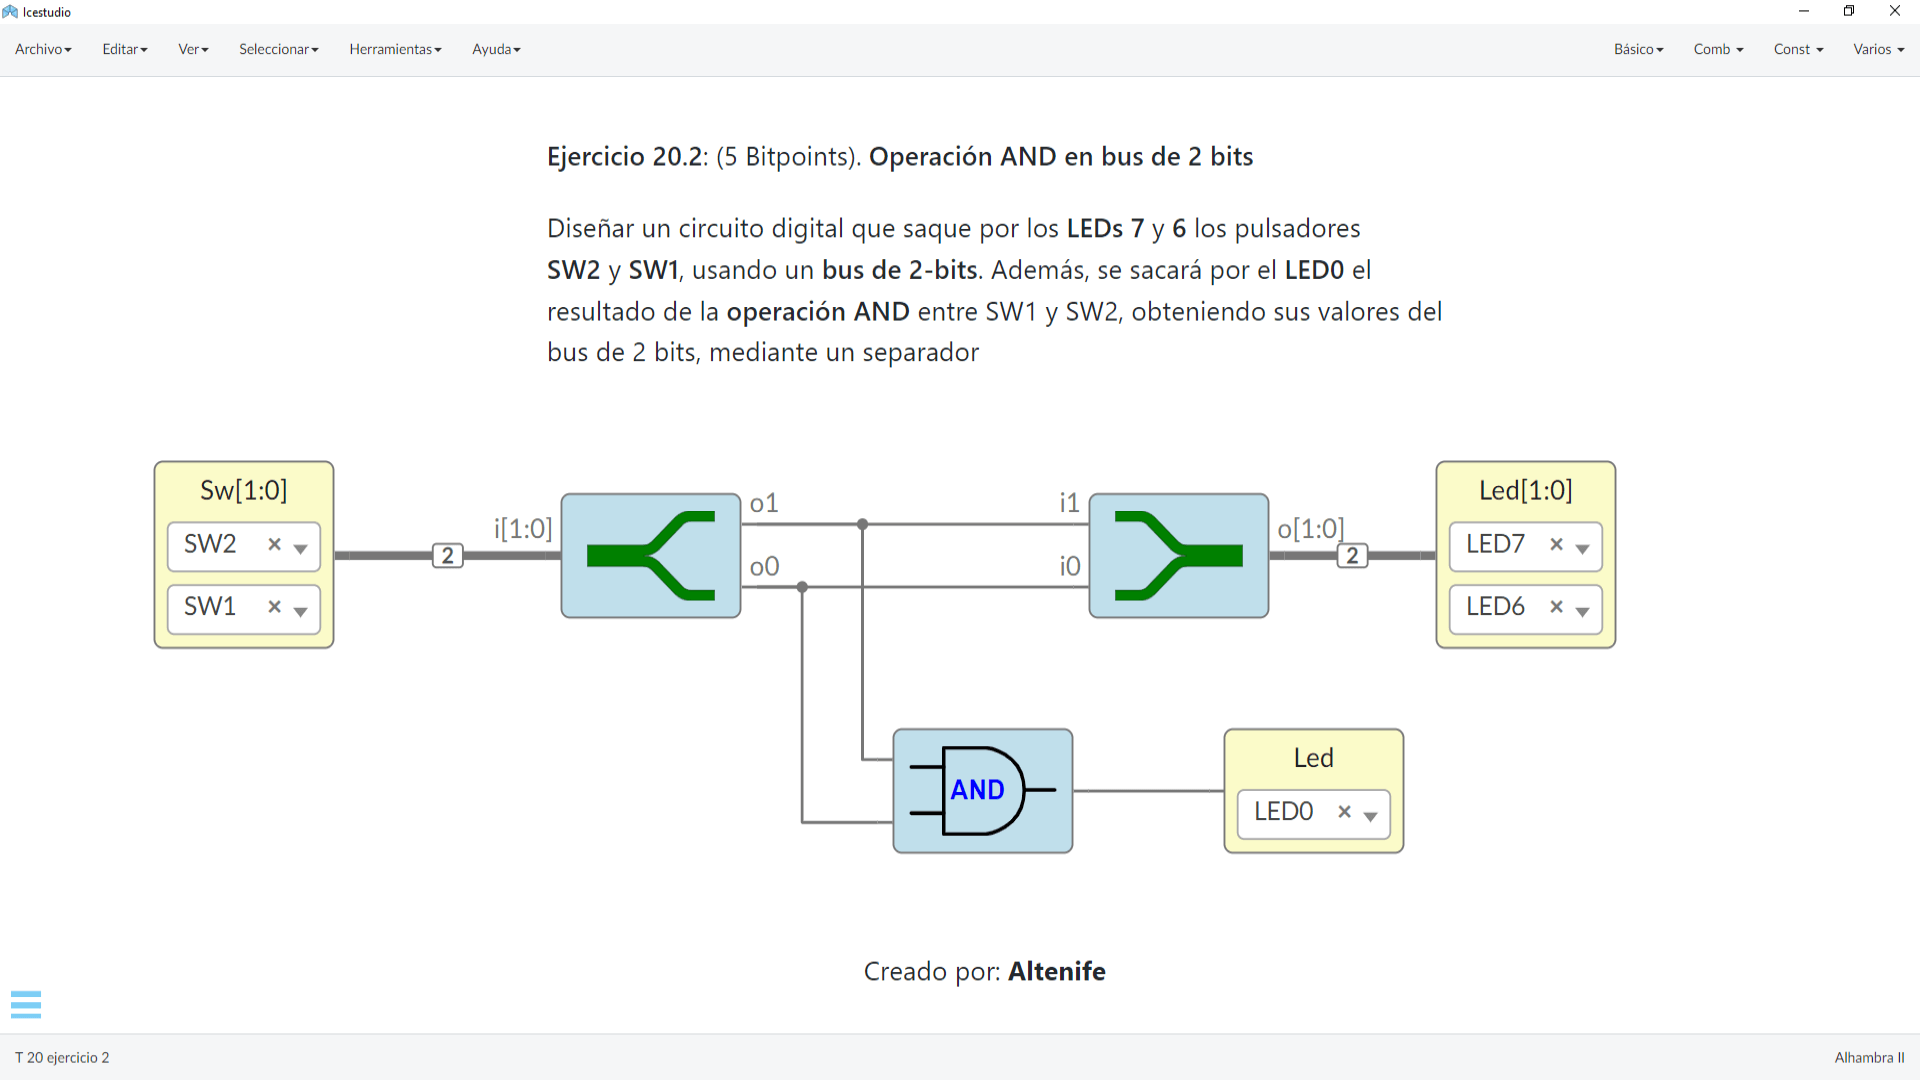 Icestudio
Archivo Editar Ver Seleccionar Herramientas Ayuda Básico Comb Const Varios
Ejercicio 20.2: (5 Bitpoints). Operación AND en bus de 2 bits
Diseñar un circuito digital que saque por los LEDs 7 y 6 los pulsadores
SW2 y SW1, usando un bus de 2-bits. Además, se sacará por el LED0 el
resultado de la operación AND entre SW1 y SW2, obteniendo sus valores del
bus de 2 bits, mediante un separador
Sw[1:0]
SW2
SW1
2
i[1:0]
o1
o0
i1
i0
o[1:0]
2
Led[1:0]
LED7
LED6
AND
Led
LED0
Creado por: Altenife
T 20 ejercicio 2
Alhambra II